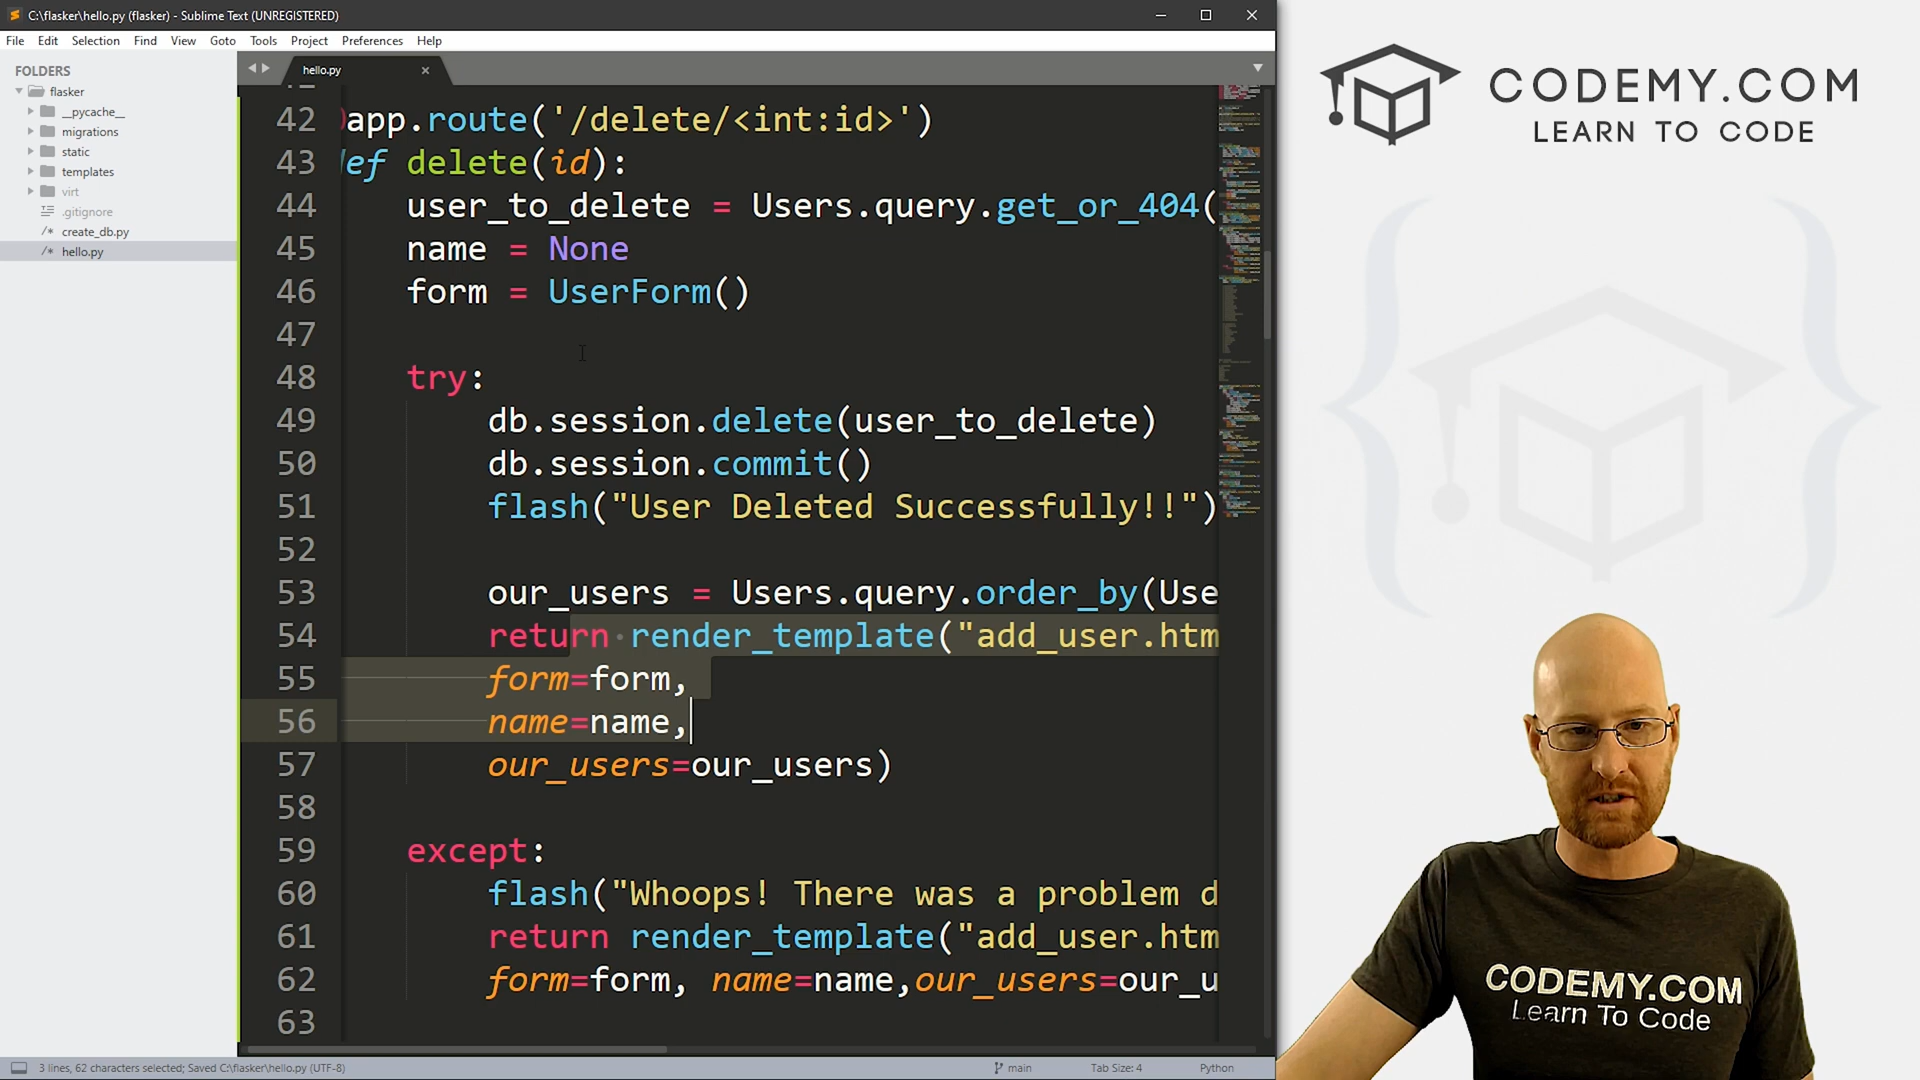 C:\flasker\hello.py (flasker) - Sublime Text (UNREGISTERED)
File Edit Selection Find View Goto Tools Project Preferences Help
FOLDERS
flasker
__pycache__
migrations
static
templates
virt
.gitignore
create_db.py
hello.py
hello.py
42 app.route('/delete/<int:id>')
43 ef delete(id):
44 user_to_delete = Users.query.get_or_404(
45 name = None
46 form = UserForm()
47
48 try:
49 db.session.delete(user_to_delete)
50 db.session.commit()
51 flash("User Deleted Successfully!!")
52
53 our_users = Users.query.order_by(Use
54 return render_template("add_user.htm
55 form=form,
56 name=name,
57 our_users=our_users)
58
59 except:
60 flash("Whoops! There was a problem d
61 return render_template("add_user.htm
62 form=form, name=name,our_users=our_u
63
3 lines, 62 characters selected; Saved C:\flasker\hello.py (UTF-8)
main
Tab Size: 4
Python
CODEMY.COM
LEARN TO CODE
CODEMY.COM
Learn To Code